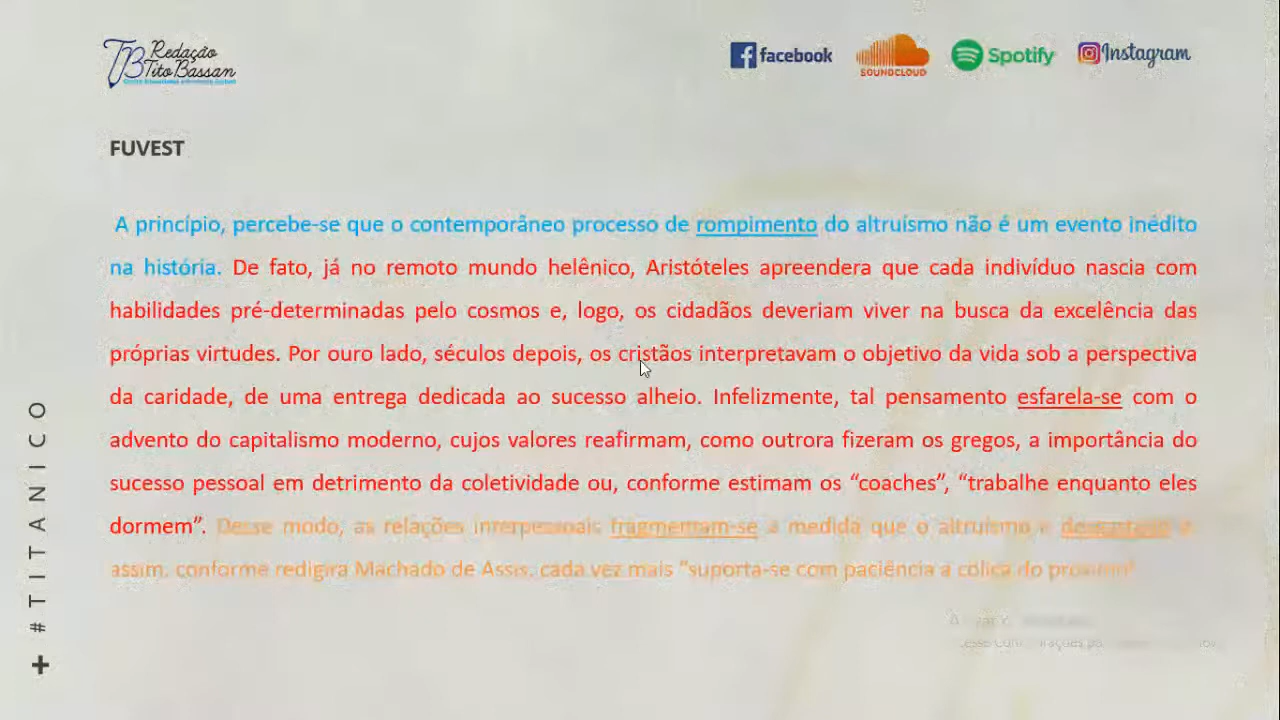 Redação
Tito Bassan
facebook
SOUNDCLOUD
Spotify
Instagram
FUVEST
A princípio, percebe-se que o contemporâneo processo de rompimento do altruísmo não é um evento inédito
na história. De fato, já no remoto mundo helênico, Aristóteles apreendera que cada indivíduo nascia com
habilidades pré-determinadas pelo cosmos e, logo, os cidadãos deveriam viver na busca da excelência das
próprias virtudes. Por ouro lado, séculos depois, os cristãos interpretavam o objetivo da vida sob a perspectiva
da caridade, de uma entrega dedicada ao sucesso alheio. Infelizmente, tal pensamento esfarela-se com o
advento do capitalismo moderno, cujos valores reafirmam, como outrora fizeram os gregos, a importância do
sucesso pessoal em detrimento da coletividade ou, conforme estimam os “coaches”, “trabalhe enquanto eles
dormem”. Desse modo, as relações interpessoais fragmentam-se a medida que o altruísmo é
assim, conforme redigira Machado de Assis, cada vez mais “suporta-se com paciência a cólica do próximo”
+ #TITANICO